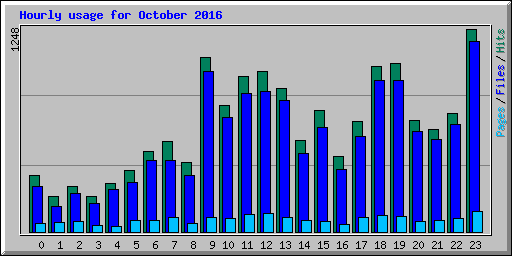 Hourly usage for October 2016
1248
Pages/Files/Hits
0 1 2 3 4 5 6 7 8 9 10 11 12 13 14 15 16 17 18 19 20 21 22 23